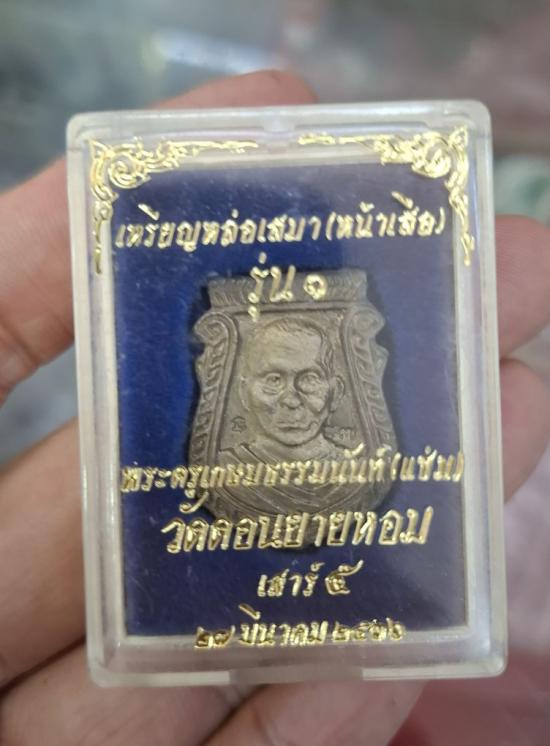 เหรียญหล่อเสมา (หน้าเสือ)
รุ่น ๑
พระครูเกษมธรรมนันท์ (แช่ม)
วัดดอนยายหอม
เสาร์ ๕
๒๗ มีนาคม ๒๕๓๖